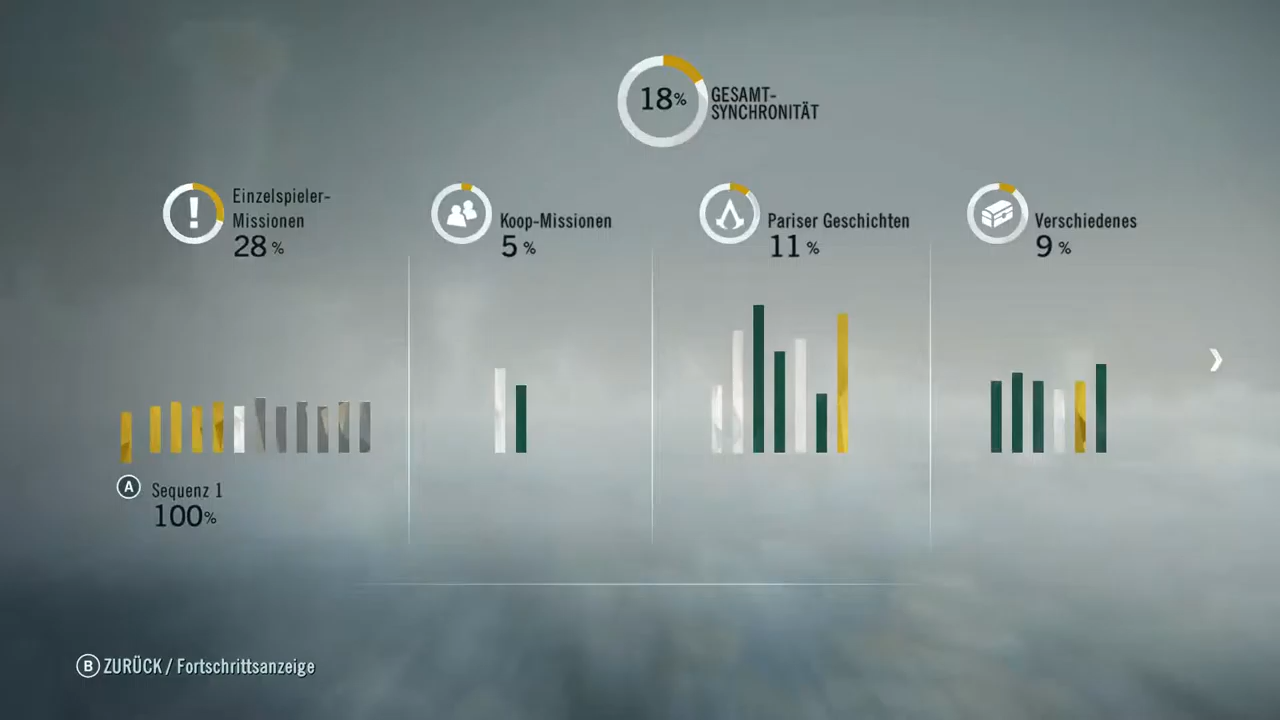 18%
GESAMT-
SYNCHRONITÄT
Einzelspieler-
Missionen
28 %
Koop-Missionen
5 %
Pariser Geschichten
11 %
Verschiedenes
9 %
A Sequenz 1
100%
B ZURÜCK / Fortschrittsanzeige